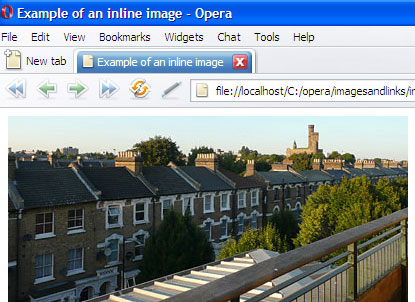 Example of an inline image - Opera
File Edit View Bookmarks Widgets Chat Tools Help
New tab Example of an inline image
file://localhost/C:/opera/imagesandlinks/in